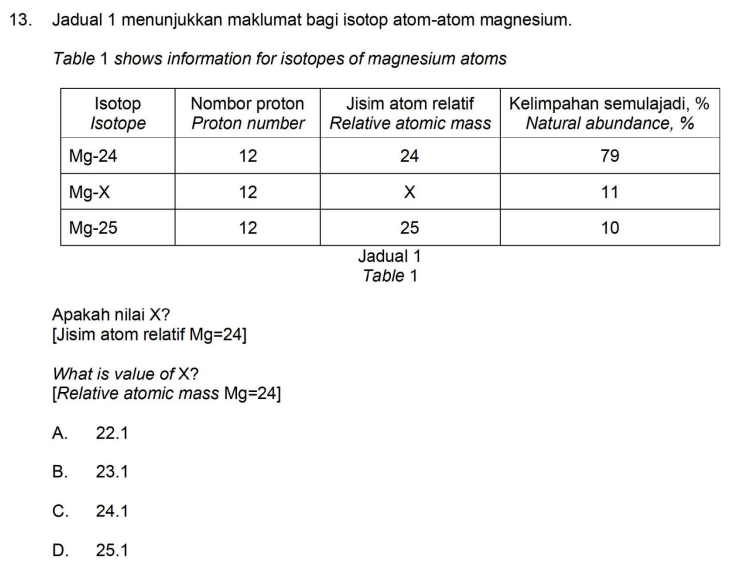 13. Jadual 1 menunjukkan maklumat bagi isotop atom-atom magnesium.
Table 1 shows information for isotopes of magnesium atoms
Isotop Nombor proton Jisim atom relatif Kelimpahan semulajadi, %
Isotope Proton number Relative atomic mass Natural abundance, %
Mg-24 12 24 79
Mg-X 12 X 11
Mg-25 12 25 10
Jadual 1
Table 1
Apakah nilai X?
[Jisim atom relatif Mg=24]
What is value of X?
[Relative atomic mass Mg=24]
A. 22.1
B. 23.1
C. 24.1
D. 25.1